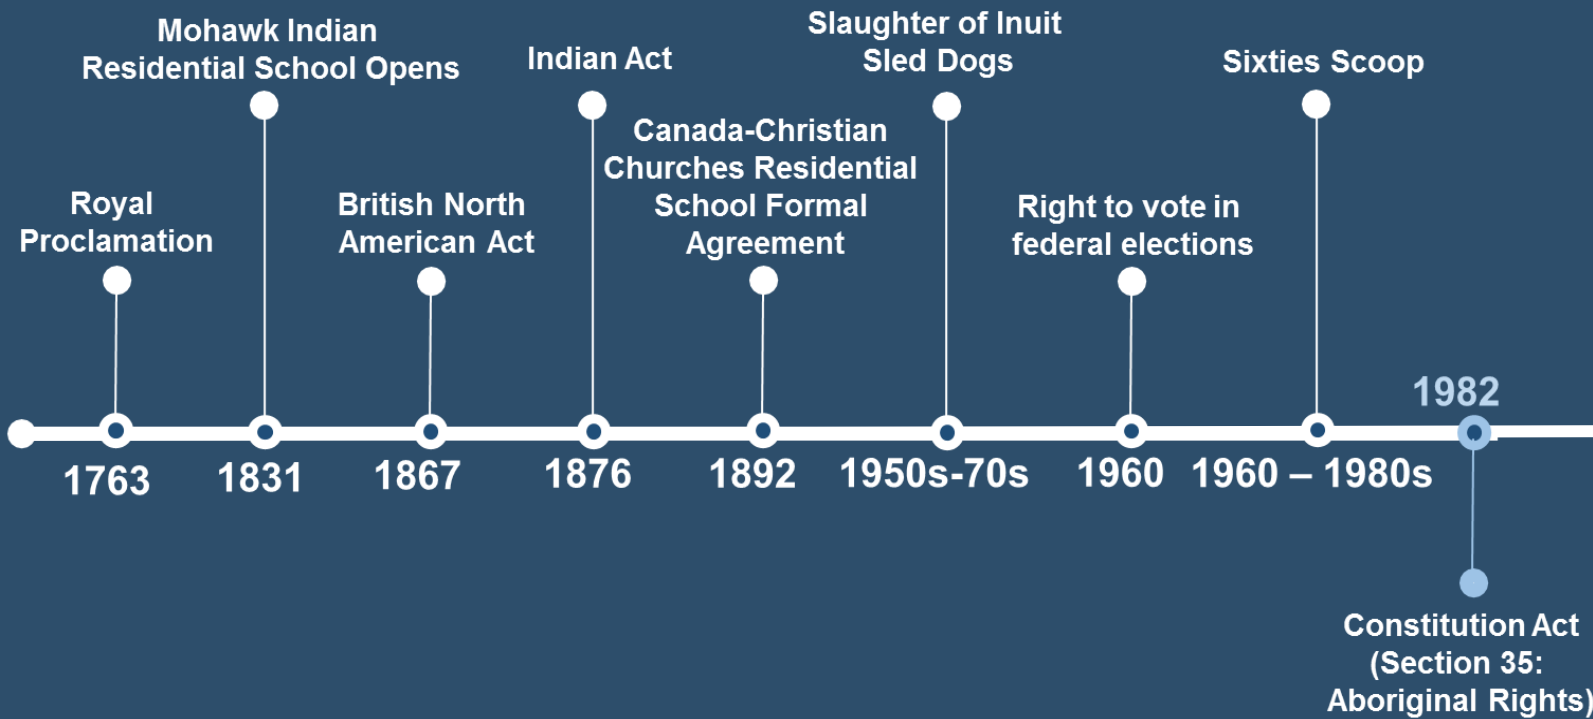 Mohawk Indian
Residential School Opens
Indian Act
Slaughter of Inuit
Sled Dogs
Sixties Scoop
Royal
Proclamation
British North
American Act
Canada-Christian
Churches Residential
School Formal
Agreement
Right to vote in
federal elections
1763
1831
1867
1876
1892
1950s-70s
1960
1960 – 1980s
1982
Constitution Act
(Section 35:
Aboriginal Rights)